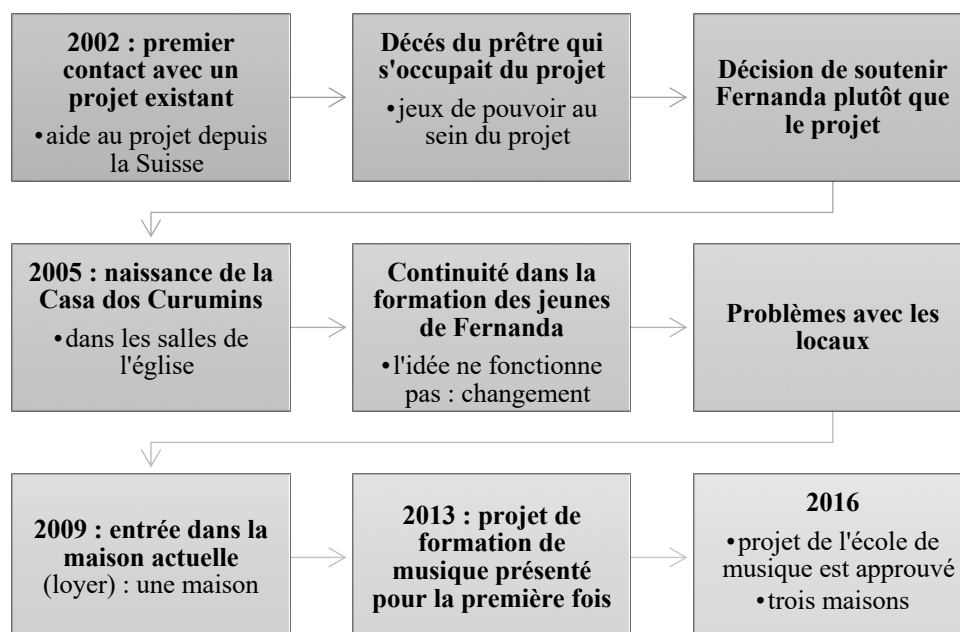 2002 : premier
contact avec un
projet existant
•aide au projet depuis
la Suisse
Décés du prêtre qui
s'occupait du projet
•jeux de pouvoir au
sein du projet
Décision de soutenir
Fernanda plutôt que
le projet
2005 : naissance de la
Casa dos Curumins
•dans les salles de
l'église
Continuité dans la
formation des jeunes
de Fernanda
•l'idée ne fonctionne
pas : changement
Problèmes avec les
locaux
2009 : entrée dans la
maison actuelle
(loyer) : une maison
2013 : projet de
formation de
musique présenté
pour la première fois
2016
•projet de l'école de
musique est approuvé
•trois maisons